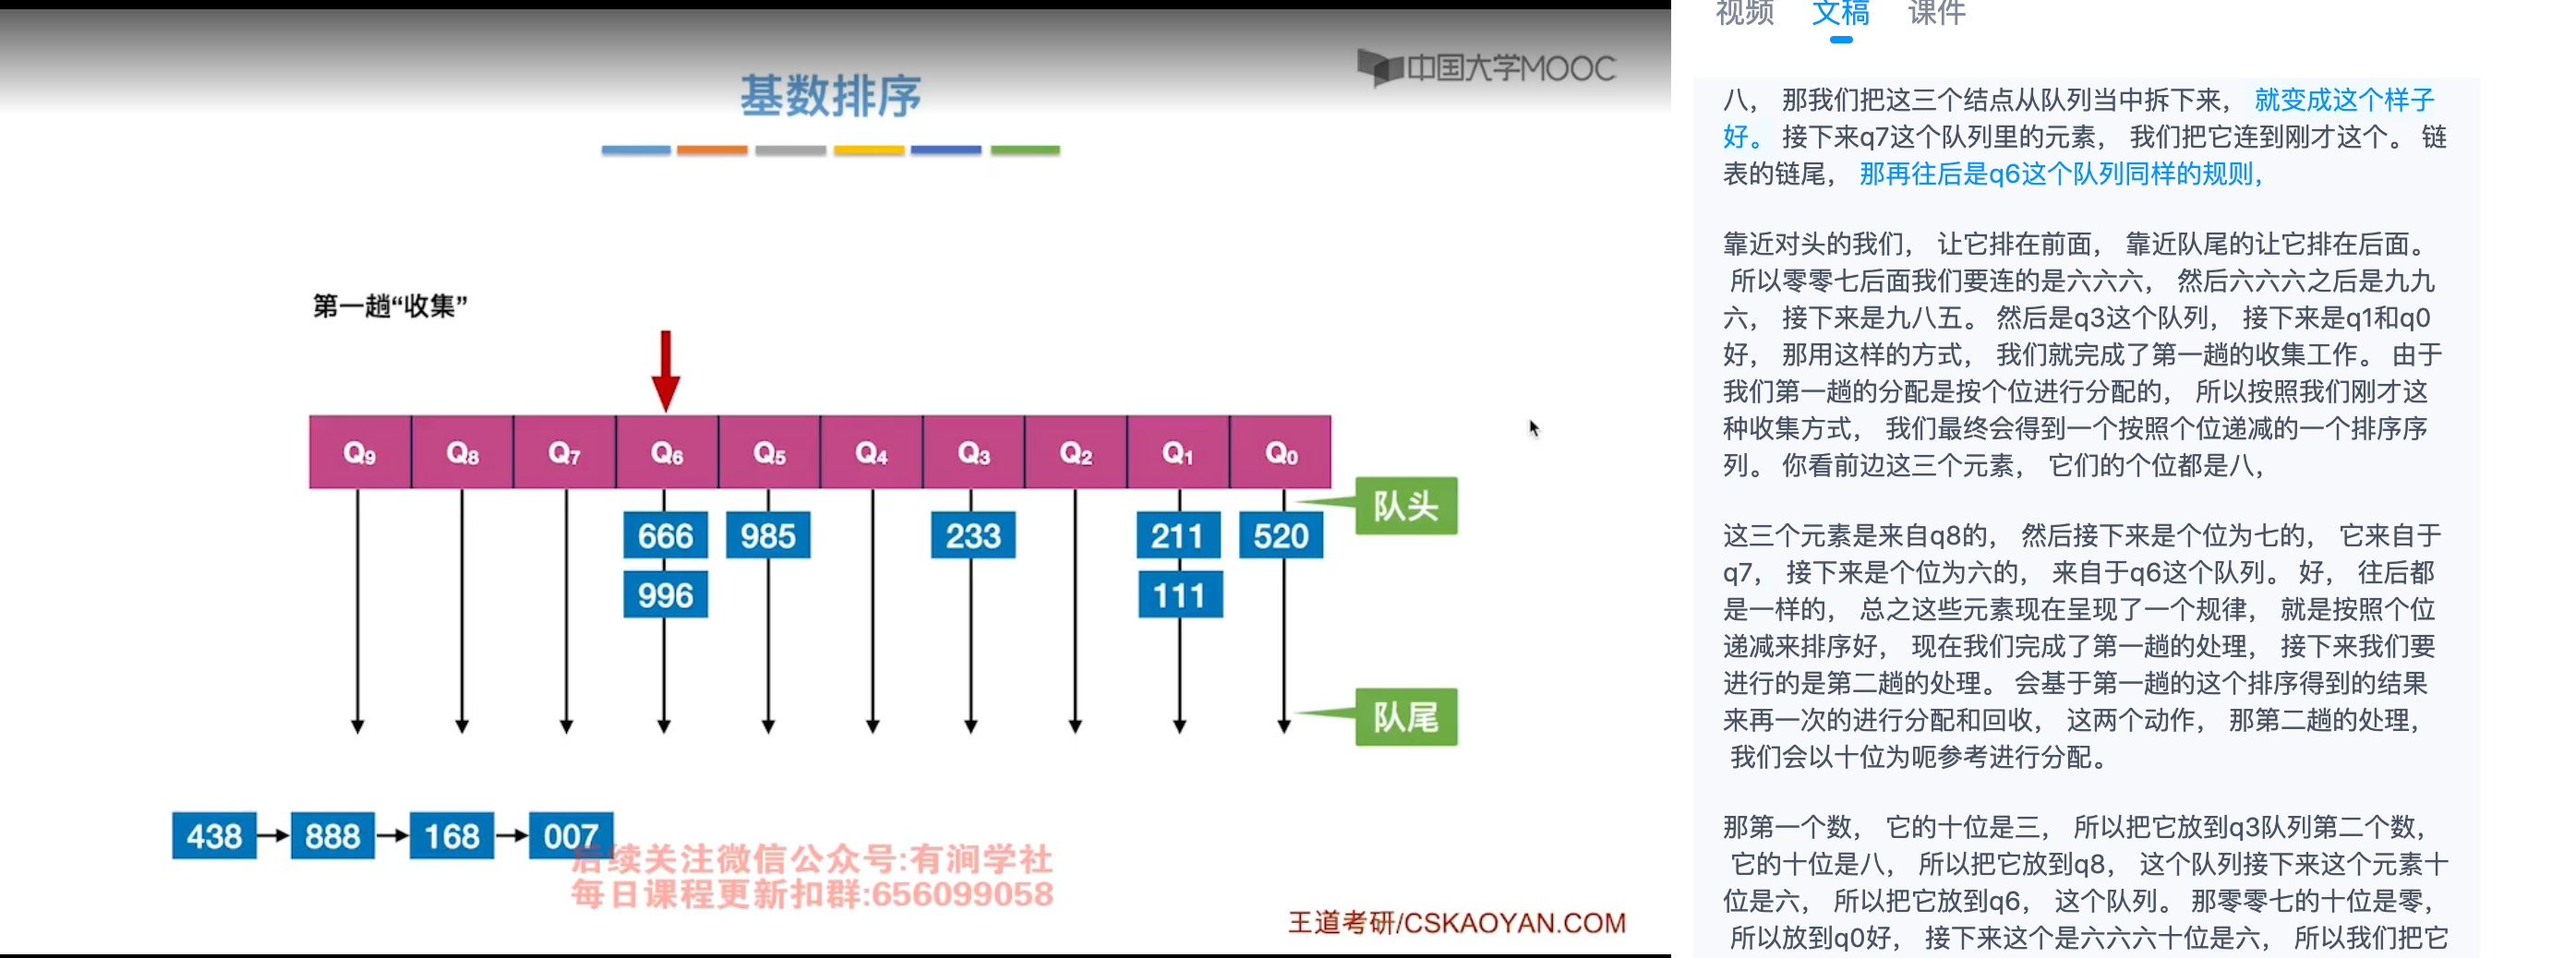 中国大学MOOC
基数排序
第一趟“收集”
Q9 Q8 Q7 Q6 Q5 Q4 Q3 Q2 Q1 Q0
队头
666 985 233 211 520
996 111
队尾
438 888 168 007
后续关注微信公众号:有涧学社
每日课程更新扣群:656099058
王道考研/CSKAOYAN.COM
视频 文稿 课件
八， 那我们把这三个结点从队列当中拆下来， 就变成这个样子
好。 接下来q7这个队列里的元素， 我们把它连到刚才这个。 链
表的链尾， 那再往后是q6这个队列同样的规则，
靠近对头的我们， 让它排在前面， 靠近队尾的让它排在后面。
所以零零七后面我们要连的是六六六， 然后六六六之后是九九
六， 接下来是九八五。 然后是q3这个队列， 接下来是q1和q0
好， 那用这样的方式， 我们就完成了第一趟的收集工作。 由于
我们第一趟的分配是按个位进行分配的， 所以按照我们刚才这
种收集方式， 我们最终会得到一个按照个位递减的一个排序序
列。 你看前边这三个元素， 它们的个位都是八，
这三个元素是来自q8的， 然后接下来是个位为七的， 它来自于
q7， 接下来是个位为六的， 来自于q6这个队列。 好， 往后都
是一样的， 总之这些元素现在呈现了一个规律， 就是按照个位
递减来排序好， 现在我们完成了第一趟的处理， 接下来我们要
进行的是第二趟的处理。 会基于第一趟的这个排序得到的结果
来再一次的进行分配和回收， 这两个动作， 那第二趟的处理，
我们会以十位为呃参考进行分配。
那第一个数， 它的十位是三， 所以把它放到q3队列第二个数，
它的十位是八， 所以把它放到q8， 这个队列接下来这个元素十
位是六， 所以把它放到q6， 这个队列。 那零零七的十位是零，
所以放到q0好， 接下来这个是六六六十位是六， 所以我们把它